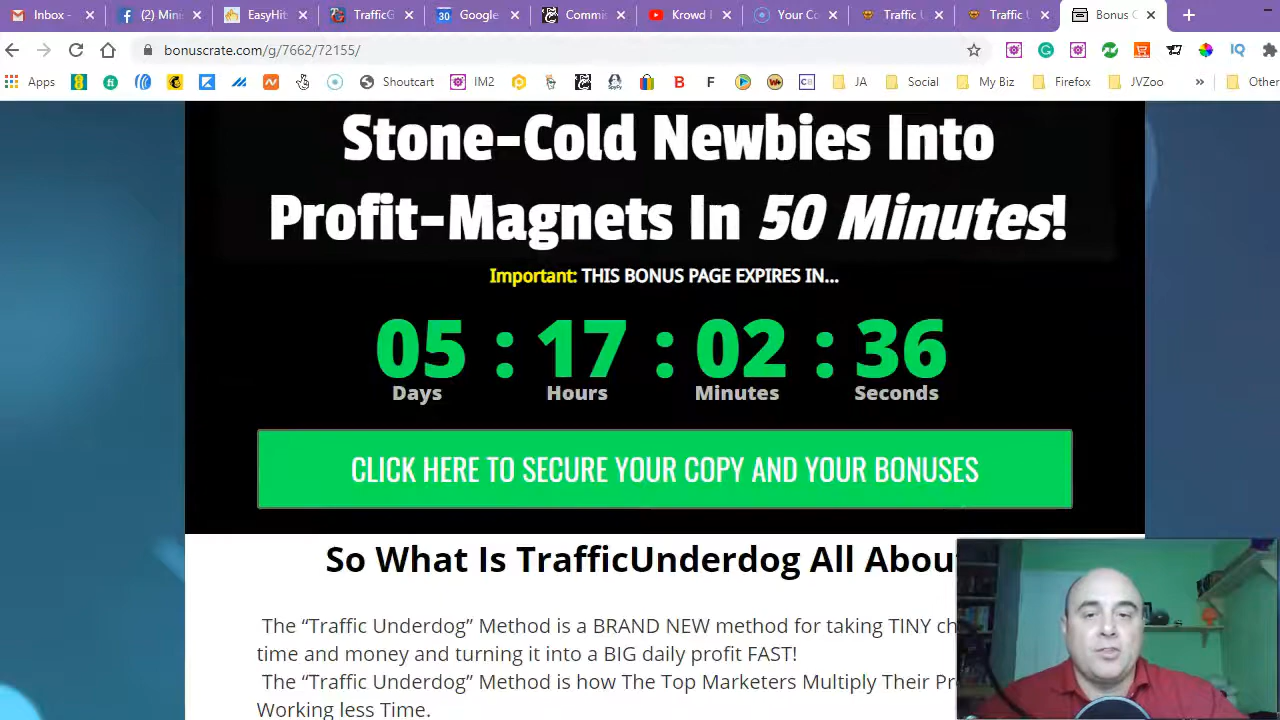 Inbox -
(2) Mini
EasyHit
TrafficG
Google
Commi
Krowd
Your Co
Traffic U
Traffic U
Bonus C
bonuscrate.com/g/7662/72155/
IQ
Apps
Shoutcart
IM2
B
F
JA
Social
My Biz
Firefox
JVZoo
»
Other
Stone-Cold Newbies Into
Profit-Magnets In 50 Minutes!
Important: THIS BONUS PAGE EXPIRES IN...
05 : 17 : 02 : 36
Days Hours Minutes Seconds
CLICK HERE TO SECURE YOUR COPY AND YOUR BONUSES
So What Is TrafficUnderdog All Abou
The “Traffic Underdog” Method is a BRAND NEW method for taking TINY ch
time and money and turning it into a BIG daily profit FAST!
The “Traffic Underdog” Method is how The Top Marketers Multiply Their Pr
Working less Time.